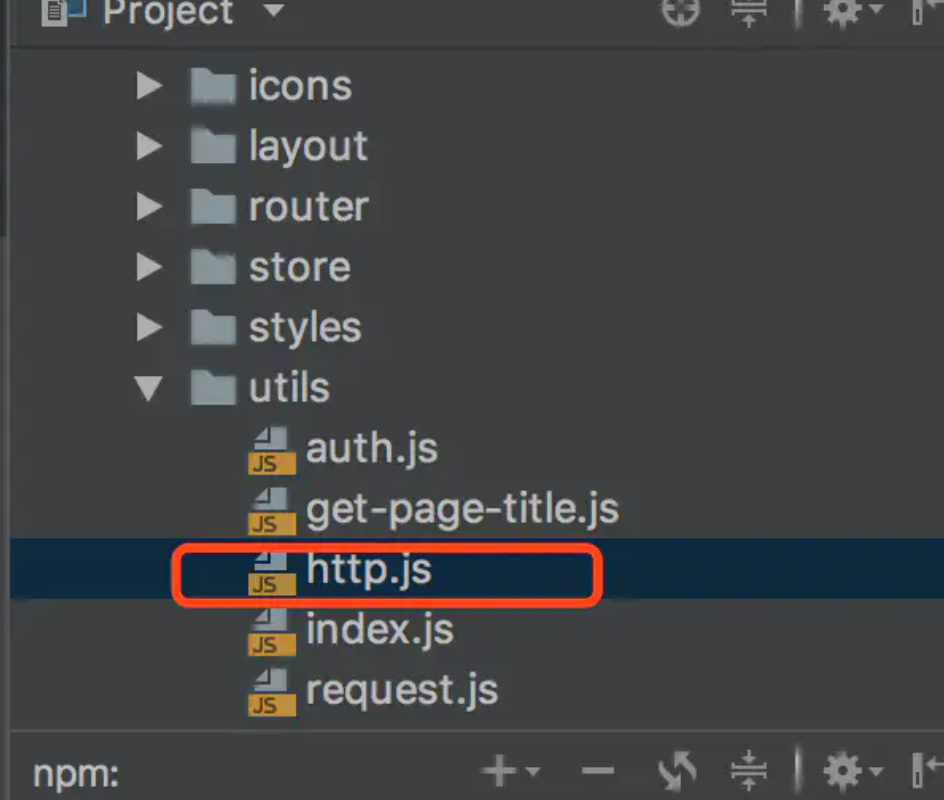 Project
icons
layout
router
store
styles
utils
JS auth.js
JS get-page-title.js
JS http.js
JS index.js
JS request.js
npm: